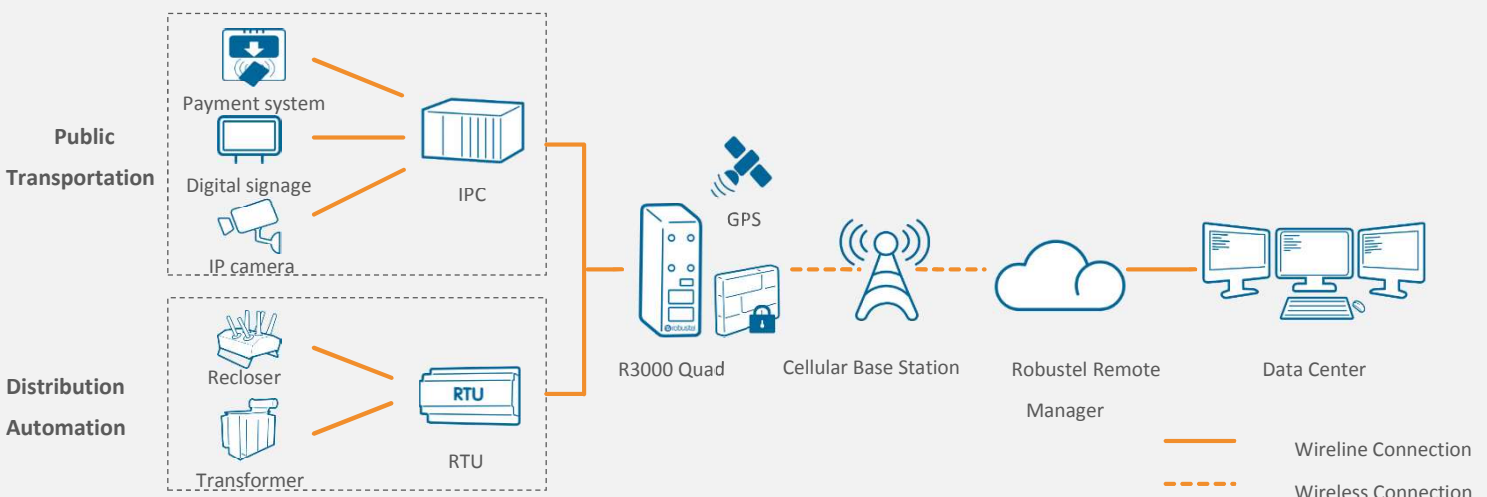 Public
Transportation
Payment system
Digital signage
IP camera
IPC
Distribution
Automation
Recloser
Transformer
RTU
RTU
GPS
robustel
R3000 Quad
Cellular Base Station
Robustel Remote
Manager
Data Center
Wireline Connection
Wireless Connection